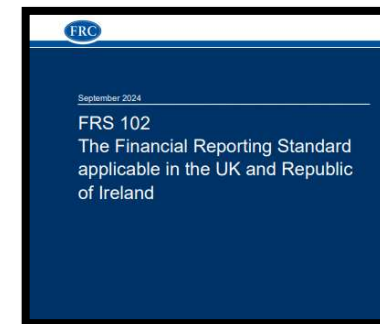 FRC
September 2024
FRS 102
The Financial Reporting Standard
applicable in the UK and Republic
of Ireland